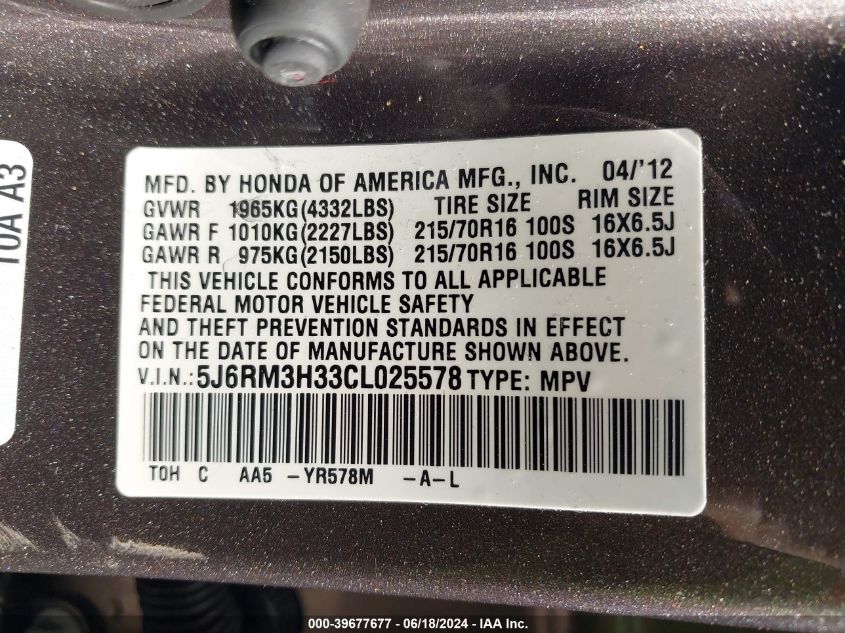 MFD. BY HONDA OF AMERICA MFG., INC. 04/'12
GVWR 1965KG(4332LBS) TIRE SIZE RIM SIZE
GAWR F 1010KG(2227LBS) 215/70R16 100S 16X6.5J
GAWR R 975KG(2150LBS) 215/70R16 100S 16X6.5J
THIS VEHICLE CONFORMS TO ALL APPLICABLE
FEDERAL MOTOR VEHICLE SAFETY
AND THEFT PREVENTION STANDARDS IN EFFECT
ON THE DATE OF MANUFACTURE SHOWN ABOVE.
V.I.N.: 5J6RM3H33CL025578 TYPE: MPV
TOH C AA5 -YR578M -A-L
A3
000-39677677 - 06/18/2024 - IAA Inc.